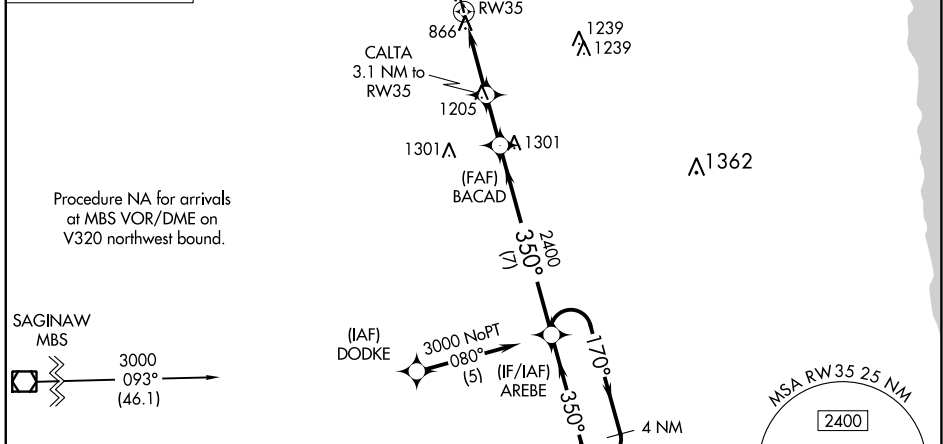 RW35
866
1239
1239
CALTA
3.1 NM to
RW35
1205
1301
1301
1362
(FAF)
BACAD
Procedure NA for arrivals
at MBS VOR/DME on
V320 northwest bound.
2400
350°
(7)
SAGINAW
MBS
3000
093°
(46.1)
(IAF)
DODKE
3000 NoPT
080°
(5)
(IF/IAF)
AREBE
170°
350°
4 NM
MSA RW35 25 NM
2400